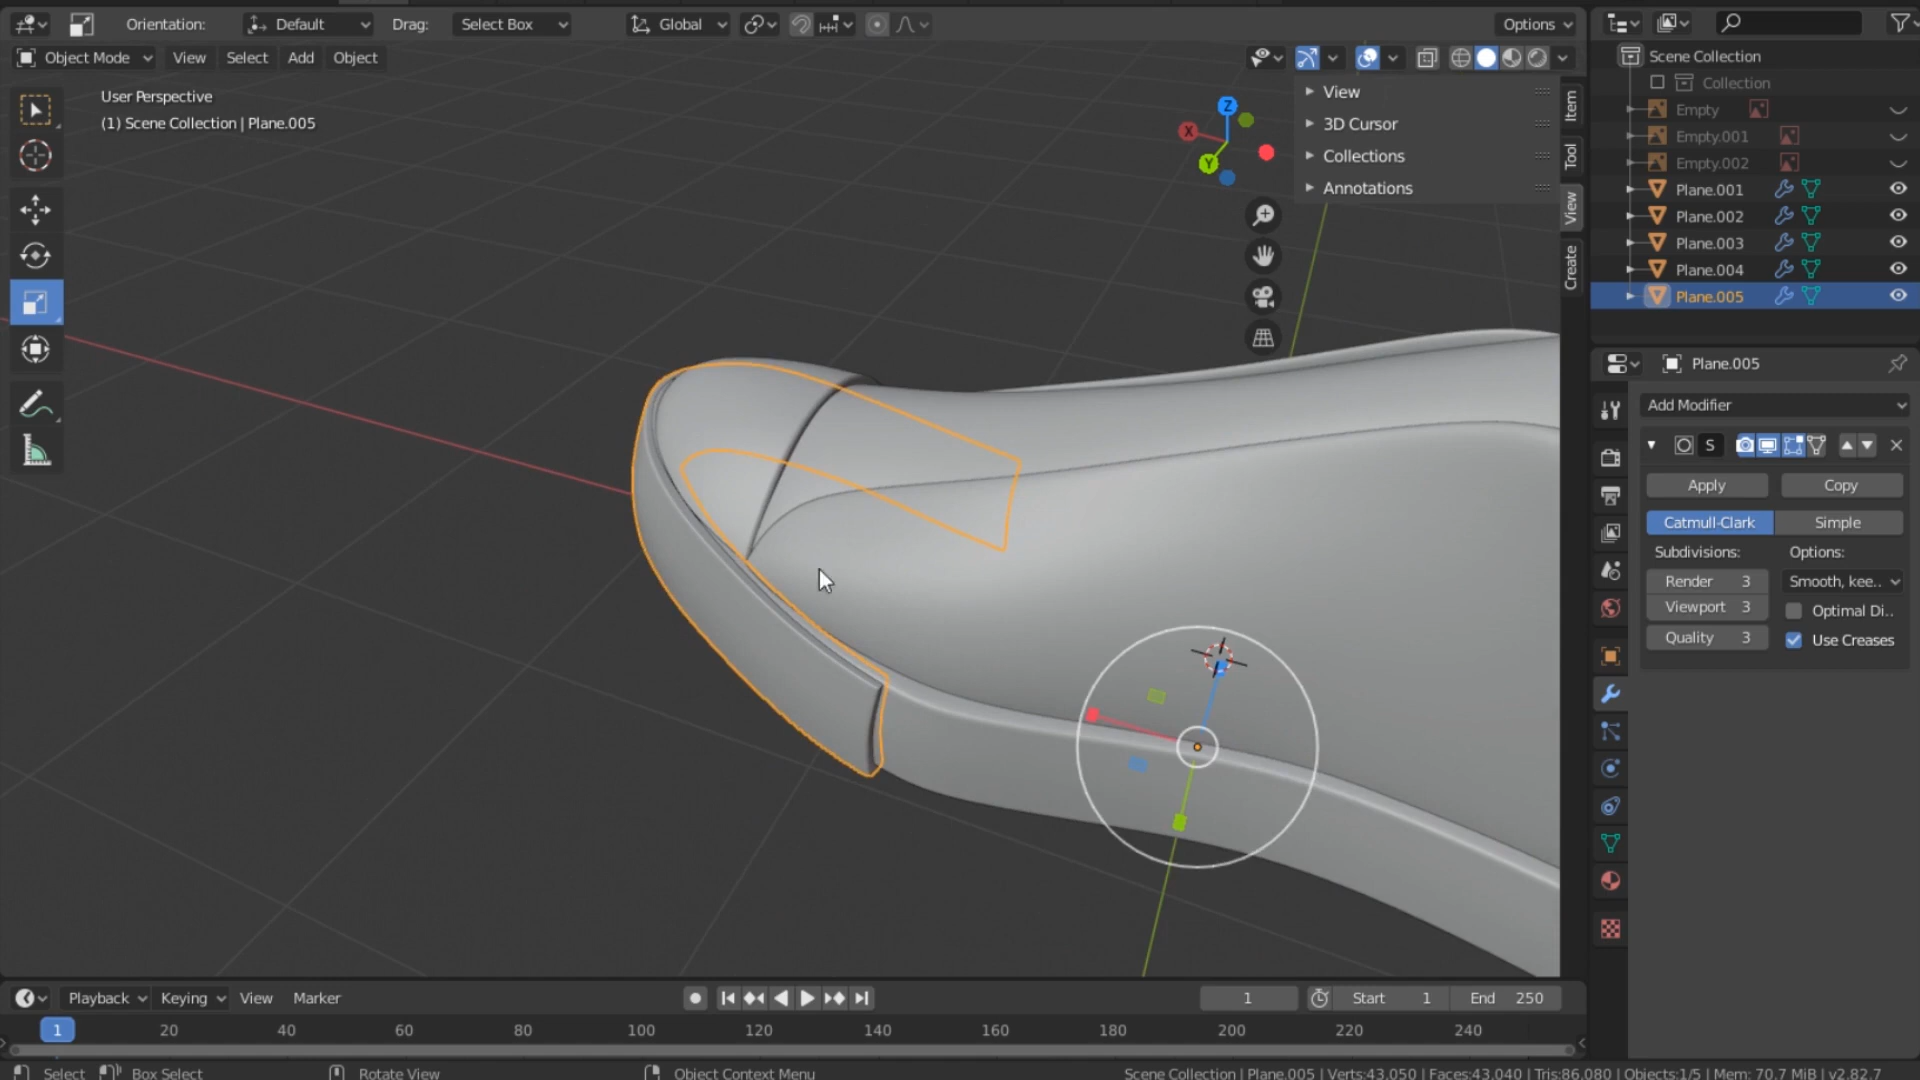 Orientation: Default Drag: Select Box Global Options
Object Mode View Select Add Object
User Perspective
(1) Scene Collection | Plane.005
Z
X
Y
View
3D Cursor
Collections
Annotations
Item
Tool
View
Create
Scene Collection
Collection
Empty
Empty.001
Empty.002
Plane.001
Plane.002
Plane.003
Plane.004
Plane.005
Plane.005
Add Modifier
S
Apply Copy
Catmull-Clark Simple
Subdivisions: Options:
Render 3 Smooth, kee..
Viewport 3 Optimal Di..
Quality 3 Use Creases
Playback Keying View Marker 1 Start 1 End 250
1 20 40 60 80 100 120 140 160 180 200 220 240
Select Box Select Rotate View Object Context Menu Scene Collection | Plane.005 | Verts:43,050 | Faces:43,040 | Tris:86,080 | Objects:1/5 | Mem: 70.7 MiB | v2.82.7